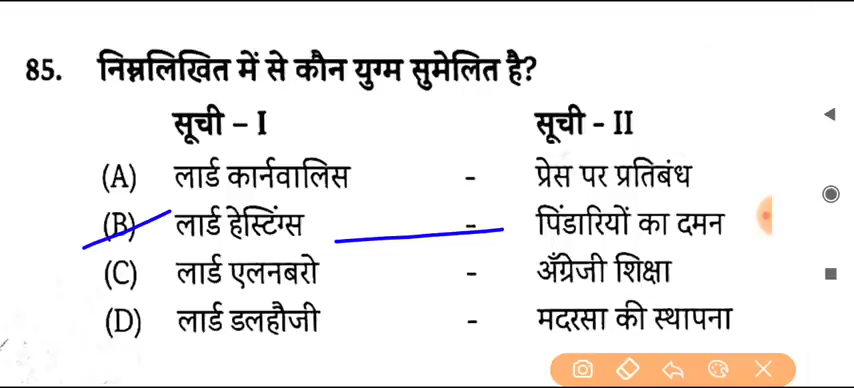 85. निम्नलिखित में से कौन युग्म सुमेलित है?
सूची – I सूची - II
(A) लार्ड कार्नवालिस - प्रेस पर प्रतिबंध
(B) लार्ड हेस्टिंग्स - पिंडारियों का दमन
(C) लार्ड एलनबरो - अँग्रेजी शिक्षा
(D) लार्ड डलहौजी - मदरसा की स्थापना